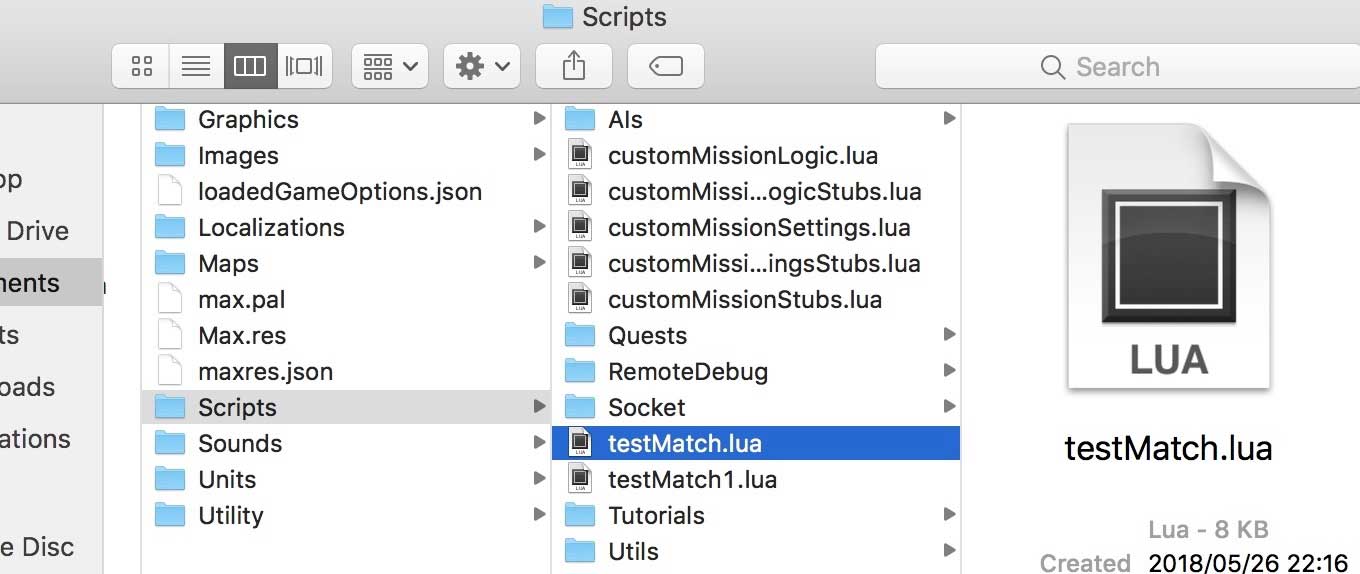 Scripts
Search
pp
Drive
ments
ts
oads
ations
e Disc
Graphics
Images
loadedGameOptions.json
Localizations
Maps
max.pal
Max.res
maxres.json
Scripts
Sounds
Units
Utility
AIs
customMissionLogic.lua
customMissi...ogicStubs.lua
customMissionSettings.lua
customMissi...ingsStubs.lua
customMissionStubs.lua
Quests
RemoteDebug
Socket
testMatch.lua
testMatch1.lua
Tutorials
Utils
LUA
testMatch.lua
Lua - 8 KB
Created 2018/05/26 22:16